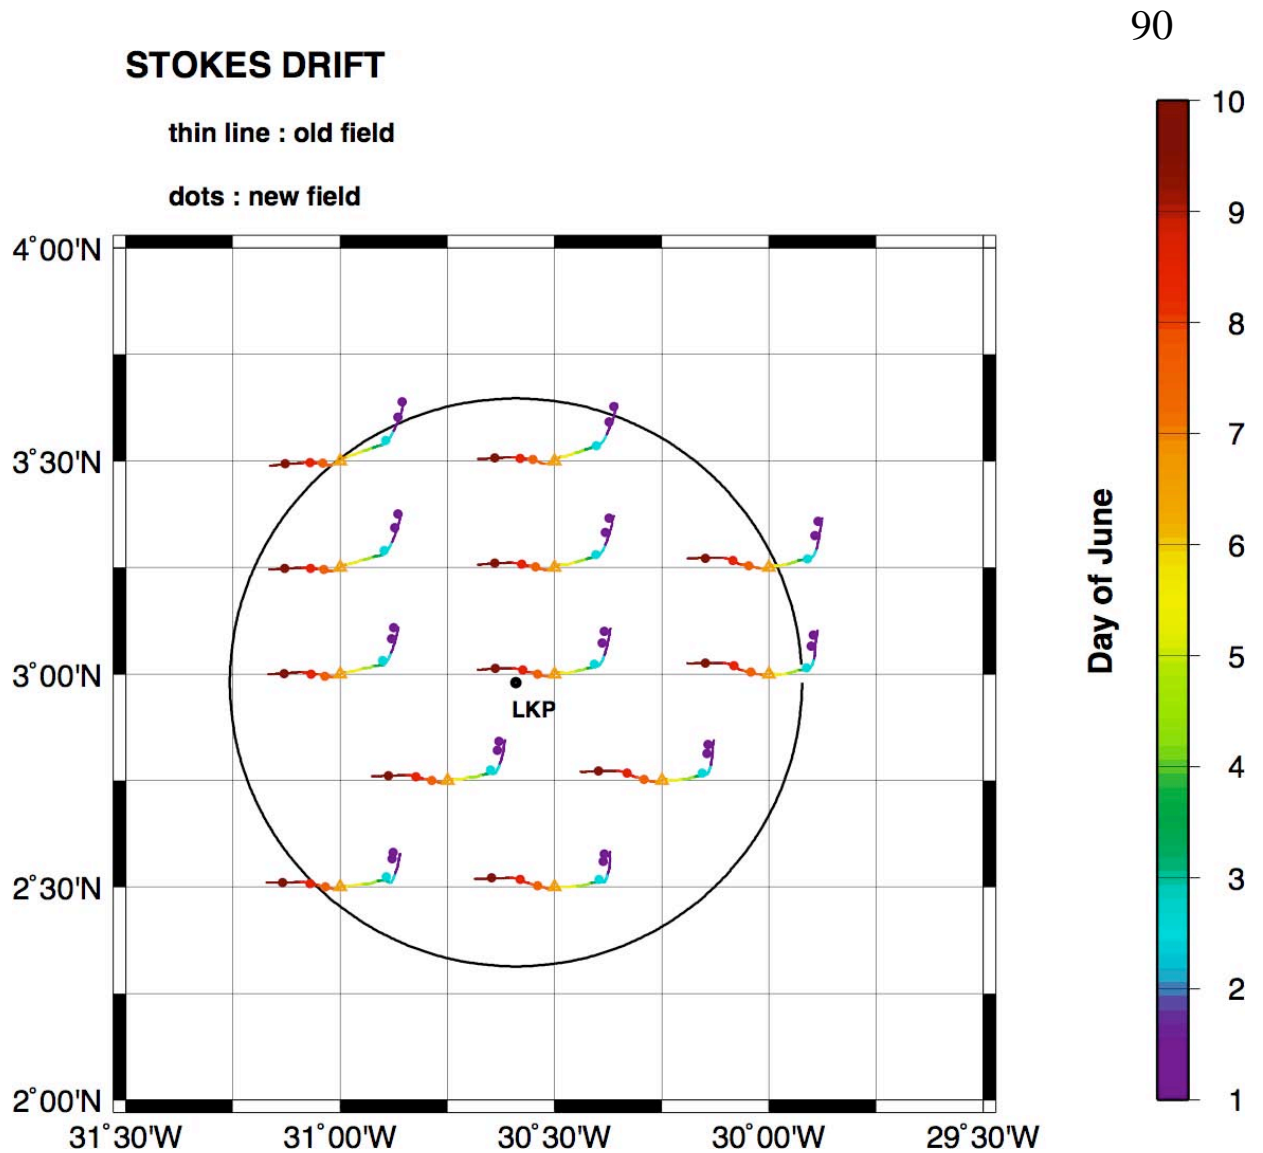 90
STOKES DRIFT
thin line : old field
dots : new field
10
9
8
7
6
5
4
3
2
1
Day of June
4°00'N
3°30'N
3°00'N
2°30'N
2°00'N
LKP
31°30'W 31°00'W 30°30'W 30°00'W 29°30'W